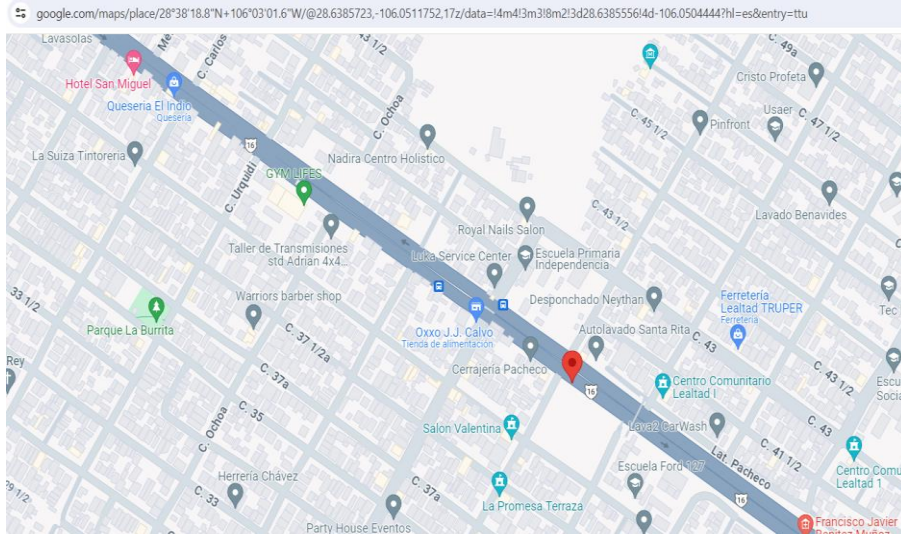 google.com/maps/place/28°38'18.8"N+106°03'01.6"W/@28.6385723,-106.0511752,17z/data=!4m4!3m3!8m2!3d28.6385556!4d-106.0504444?hl=es&entry=ttu
Lavasolas
C. Carlos
43 1/2
C. 49a
Hotel San Miguel
Cristo Profeta
Queseria El Indio
Queseria
C. Ochoa
C. 45 1/2
Pinfront
Usaer
C. 47 1/2
16
La Suiza Tintoreria
Nadira Centro Holistico
C. Urquidi
GYM LIFES
C. 43 1/2
Lavado Benavides
Royal Nails Salon
Taller de Transmisiones
std Adrian 4x4...
Luka Service Center
Escuela Primaria
Independencia
33 1/2
Warriors barber shop
Desponchado Neythan
Ferretería
Lealtad TRUPER
Ferretería
Tec
Parque La Burrita
C. 37 1/2a
Oxxo J.J. Calvo
Tienda de alimentación
Autolavado Santa Rita
C. 43
Rey
Cerrajeria Pacheco
C. 37a
16
Centro Comunitario
Lealtad I
C. 43 1/2
Escu
Socia
C. Ochoa
C. 35
Salon Valentina
Lava2 CarWash
C. 43
C. 41 1/2
Lat. Pacheco
Herrería Chávez
C. 33
C. 37a
Escuela Ford 127
Centro Comu
Lealtad 1
29 1/2
La Promesa Terraza
16
Party House Eventos
Francisco Javier
Benitez Muñoz